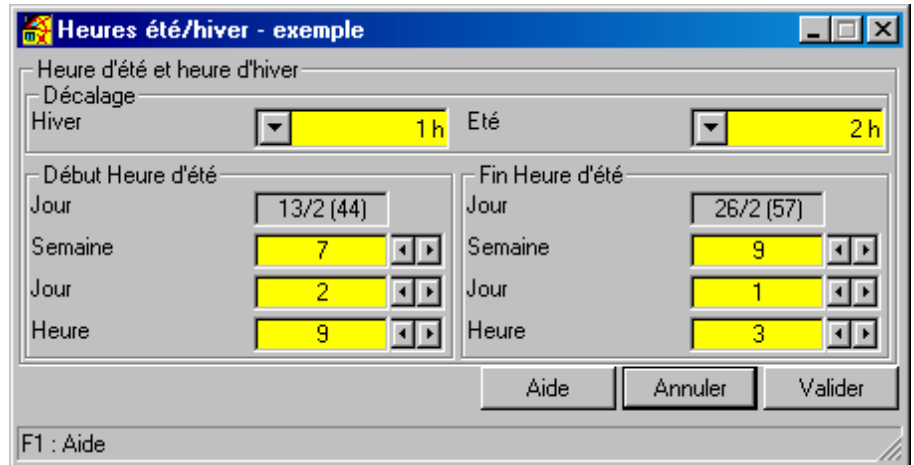 Heures été/hiver - exemple
Heure d'été et heure d'hiver
Décalage
Hiver 1 h Eté 2 h
Début Heure d'été Fin Heure d'été
Jour 13/2 (44) Jour 26/2 (57)
Semaine 7 Semaine 9
Jour 2 Jour 1
Heure 9 Heure 3
Aide Annuler Valider
F1 : Aide